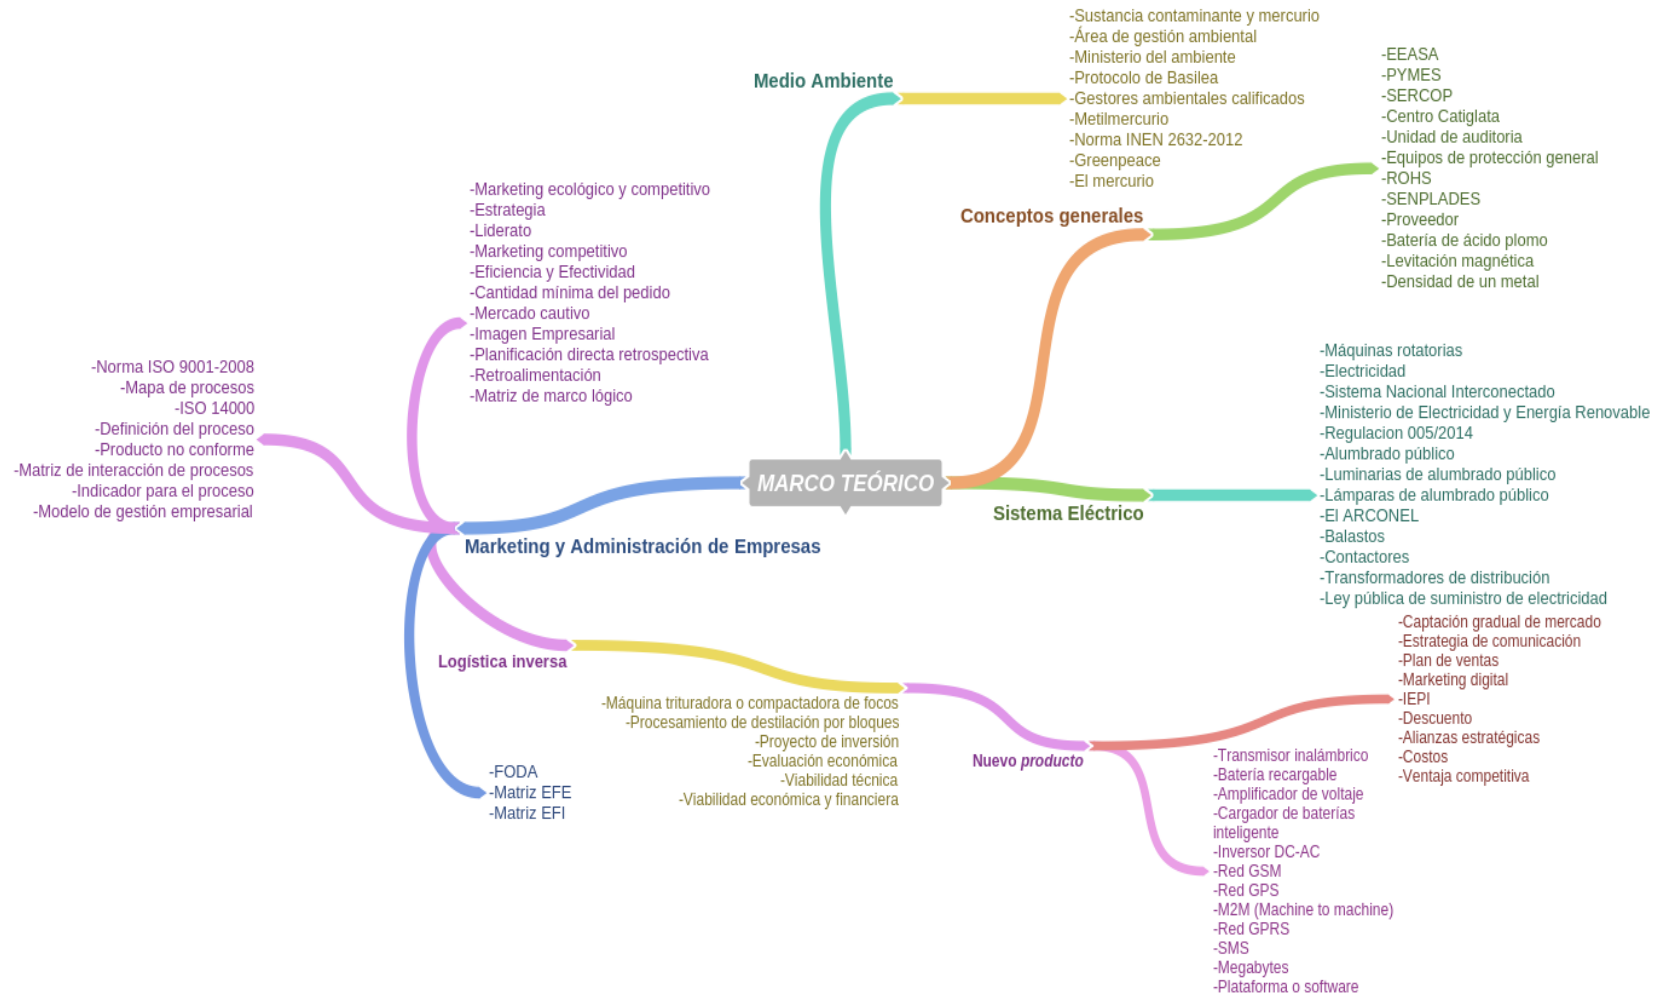 Medio Ambiente
-Sustancia contaminante y mercurio
-Área de gestión ambiental
-Ministerio del ambiente
-Protocolo de Basilea
-Gestores ambientales calificados
-Metilmercurio
-Norma INEN 2632-2012
-Greenpeace
-El mercurio
Conceptos generales
-EEASA
-PYMES
-SERCOP
-Centro Catiglata
-Unidad de auditoria
-Equipos de protección general
-ROHS
-SENPLADES
-Proveedor
-Batería de ácido plomo
-Levitación magnética
-Densidad de un metal
-Marketing ecológico y competitivo
-Estrategia
-Liderato
-Marketing competitivo
-Eficiencia y Efectividad
-Cantidad mínima del pedido
-Mercado cautivo
-Imagen Empresarial
-Planificación directa retrospectiva
-Retroalimentación
-Matriz de marco lógico
-Norma ISO 9001-2008
-Mapa de procesos
-ISO 14000
-Definición del proceso
-Producto no conforme
-Matriz de interacción de procesos
-Indicador para el proceso
-Modelo de gestión empresarial
MARCO TEÓRICO
Sistema Eléctrico
-Máquinas rotatorias
-Electricidad
-Sistema Nacional Interconectado
-Ministerio de Electricidad y Energía Renovable
-Regulacion 005/2014
-Alumbrado público
-Luminarias de alumbrado público
-Lámparas de alumbrado público
-El ARCONEL
-Balastos
-Contactores
-Transformadores de distribución
-Ley pública de suministro de electricidad
Marketing y Administración de Empresas
Logística inversa
-Máquina trituradora o compactadora de focos
-Procesamiento de destilación por bloques
-Proyecto de inversión
-Evaluación económica
-Viabilidad técnica
-Viabilidad económica y financiera
-FODA
-Matriz EFE
-Matriz EFI
Nuevo producto
-Captación gradual de mercado
-Estrategia de comunicación
-Plan de ventas
-Marketing digital
-IEPI
-Descuento
-Alianzas estratégicas
-Costos
-Ventaja competitiva
-Transmisor inalámbrico
-Batería recargable
-Amplificador de voltaje
-Cargador de baterías
inteligente
-Inversor DC-AC
-Red GSM
-Red GPS
-M2M (Machine to machine)
-Red GPRS
-SMS
-Megabytes
-Plataforma o software